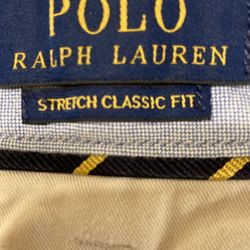 POLO
RALPH LAUREN
STRETCH CLASSIC FIT